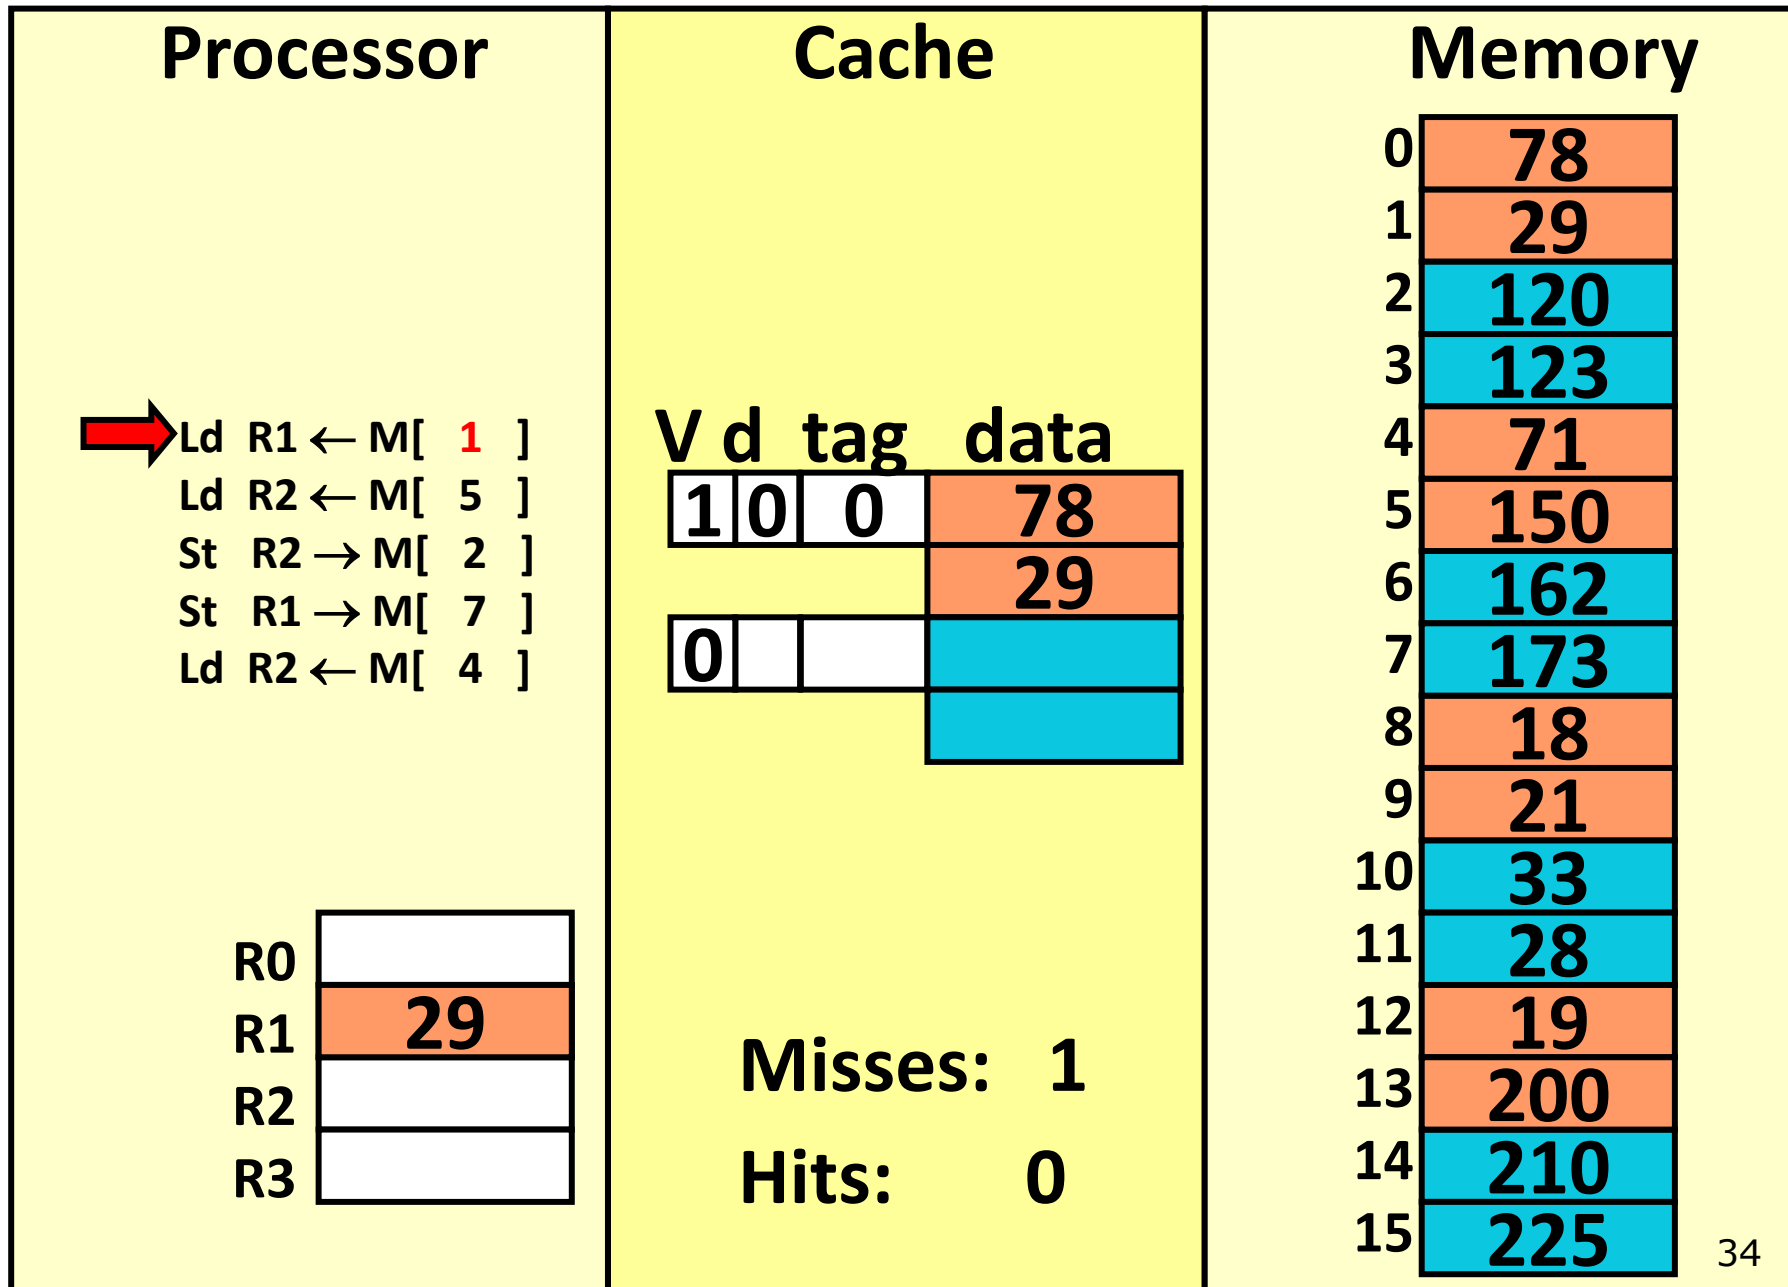 Processor
Ld R1 ← M[ 1 ]
Ld R2 ← M[ 5 ]
St R2 → M[ 2 ]
St R1 → M[ 7 ]
Ld R2 ← M[ 4 ]
R0
R1 29
R2
R3
Cache
V d tag data
1 0 0 78
29
0
Misses: 1
Hits: 0
Memory
0 78
1 29
2 120
3 123
4 71
5 150
6 162
7 173
8 18
9 21
10 33
11 28
12 19
13 200
14 210
15 225
34